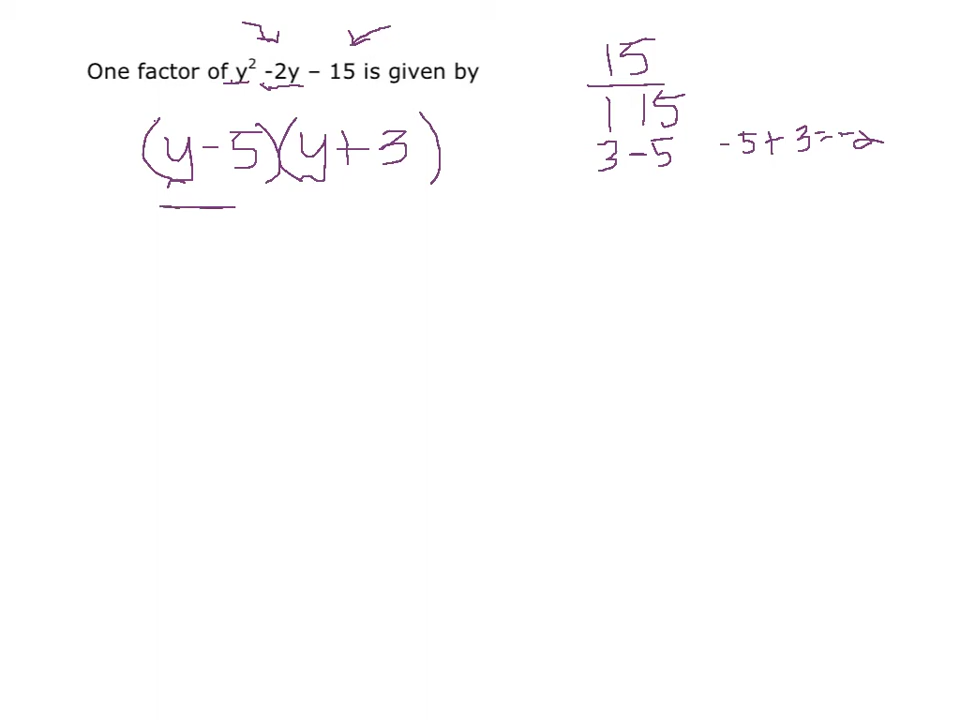 One factor of y² -2y – 15 is given by
(y-5)(y+3)
15
1 15
3 -5
-5+3=-2